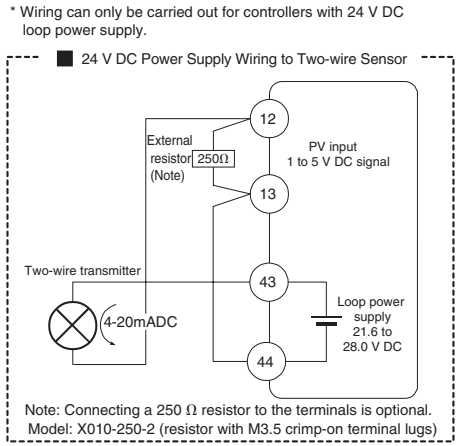 * Wiring can only be carried out for controllers with 24 V DC
loop power supply.
■ 24 V DC Power Supply Wiring to Two-wire Sensor
12
External
resistor
250Ω
(Note)
PV input
1 to 5 V DC signal
13
Two-wire transmitter
43
4-20mADC
Loop power
supply
21.6 to
28.0 V DC
44
Note: Connecting a 250 Ω resistor to the terminals is optional.
Model: X010-250-2 (resistor with M3.5 crimp-on terminal lugs)